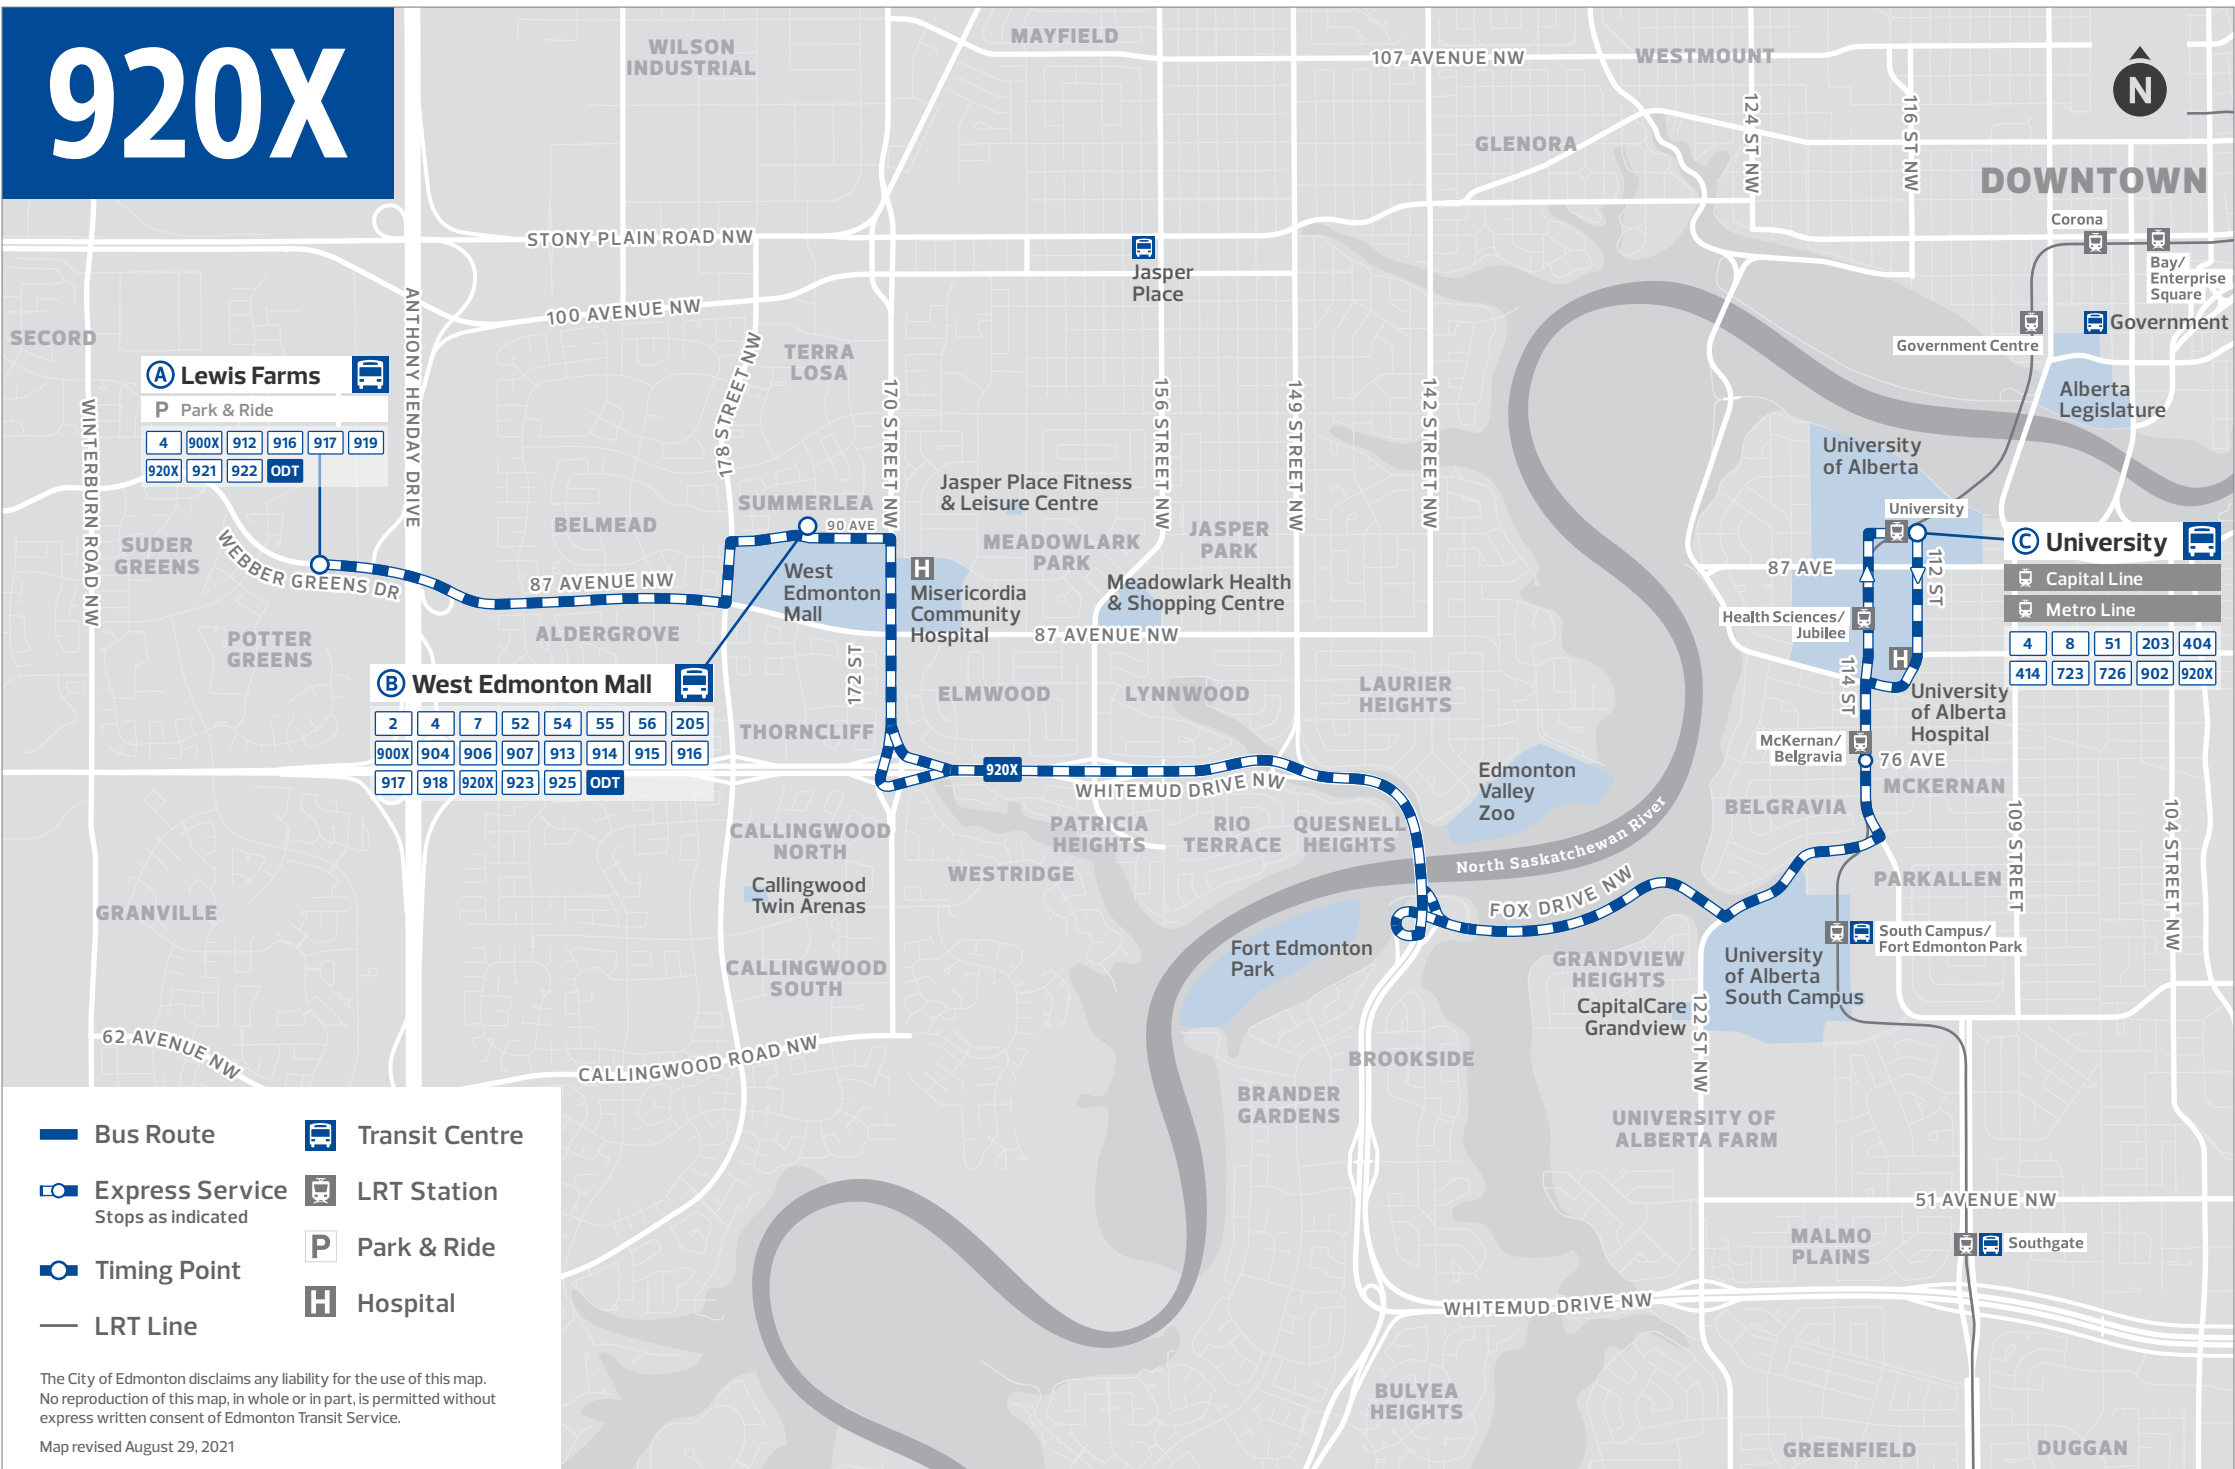 920X
WILSON
INDUSTRIAL
MAYFIELD
107 AVENUE NW
WESTMOUNT
N
GLENORA
124 ST NW
116 ST NW
DOWNTOWN
Corona
Bay/
Enterprise
Square
STONY PLAIN ROAD NW
Jasper
Place
100 AVENUE NW
ANTHONY HENDAY DRIVE
SECORD
Government
Government Centre
Alberta
Legislature
A Lewis Farms
P Park & Ride
4 900X 912 916 917 919
920X 921 922 ODT
WINTERBURN ROAD NW
178 STREET NW
TERRA
LOSA
170 STREET NW
156 STREET NW
149 STREET NW
142 STREET NW
University
of Alberta
Jasper Place Fitness
& Leisure Centre
SUMMERLEA
90 AVE
BELMEAD
SUDER
GREENS
WEBBER GREENS DR
MEADOWLARK
PARK
JASPER
PARK
University
C University
Capital Line
Metro Line
4 8 51 203 404
414 723 726 902 920X
112 ST
87 AVE
87 AVENUE NW
West
Edmonton
Mall
H
Misericordia
Community
Hospital
Meadowlark Health
& Shopping Centre
87 AVENUE NW
Health Sciences/
Jubilee
H
114 ST
University
of Alberta
Hospital
ALDERGROVE
POTTER
GREENS
172 ST
B West Edmonton Mall
2 4 7 52 54 55 56 205
900X 904 906 907 913 914 915 916
917 918 920X 923 925 ODT
ELMWOOD
LYNNWOOD
LAURIER
HEIGHTS
THORNCLIFF
920X
WHITEMUD DRIVE NW
McKernan/
Belgravia
76 AVE
MCKERNAN
BELGRAVIA
Edmonton
Valley
Zoo
North Saskatchewan River
109 STREET
104 STREET NW
CALLINGWOOD
NORTH
PATRICIA
HEIGHTS
RIO
TERRACE
QUESNELL
HEIGHTS
WESTRIDGE
Callingwood
Twin Arenas
FOX DRIVE NW
PARKALLEN
GRANVILLE
Fort Edmonton
Park
South Campus/
Fort Edmonton Park
University
of Alberta
South Campus
GRANDVIEW
HEIGHTS
CapitalCare
Grandview
122 ST NW
CALLINGWOOD
SOUTH
62 AVENUE NW
CALLINGWOOD ROAD NW
BROOKSIDE
BRANDER
GARDENS
UNIVERSITY OF
ALBERTA FARM
51 AVENUE NW
MALMO
PLAINS
Southgate
WHITEMUD DRIVE NW
BULYEA
HEIGHTS
GREENFIELD
DUGGAN
Bus Route
Express Service
Stops as indicated
Timing Point
LRT Line
Transit Centre
LRT Station
P Park & Ride
H Hospital
The City of Edmonton disclaims any liability for the use of this map.
No reproduction of this map, in whole or in part, is permitted without
express written consent of Edmonton Transit Service.
Map revised August 29, 2021